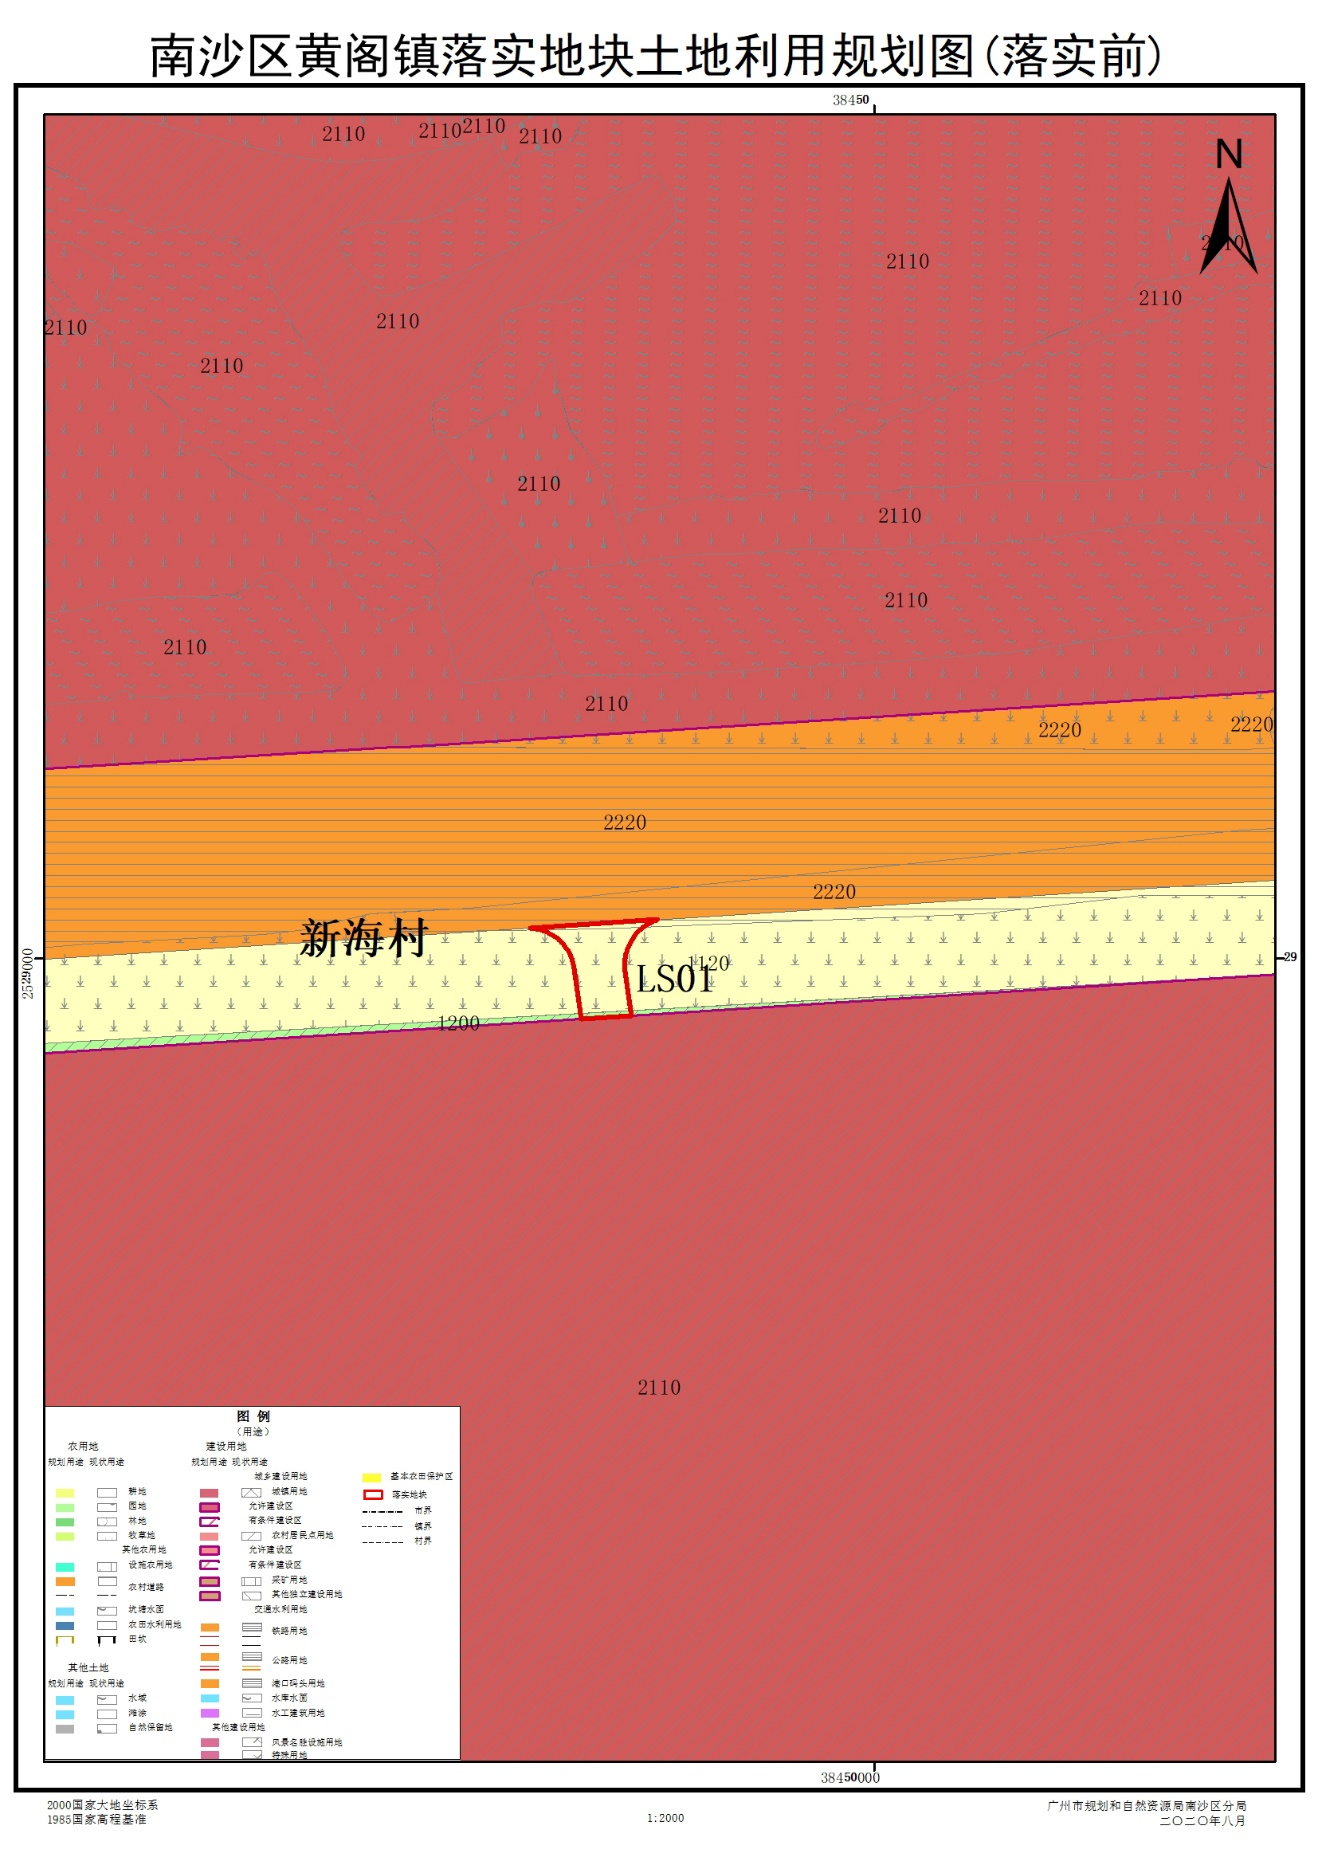 南沙区黄阁镇落实地块土地利用规划图(落实前)
38450
2110
2110
2110
2110
N
2110
2110
2110
2110
2110
2110
2110
2110
2110
2110
2110
2110
2220
2220
2220
2220
新海村
1120
LS01
2529000
29
1200
2110
图 例
(用途)
农用地
规划用途 现状用途
耕地
园地
林地
牧草地
其他农用地
设施农用地
农村道路
坑塘水面
农田水利用地
田坎
其他土地
规划用途 现状用途
水域
滩涂
自然保留地
建设用地
规划用途 现状用途
城乡建设用地
城镇用地
允许建设区
有条件建设区
农村居民点用地
允许建设区
有条件建设区
采矿用地
其他独立建设用地
交通水利用地
铁路用地
公路用地
港口码头用地
水库水面
水工建筑用地
其他建设用地
风景名胜设施用地
特殊用地
基本农田保护区
落实地块
市界
镇界
村界
38450000
2000国家大地坐标系
1985国家高程基准
1:2000
广州市规划和自然资源局南沙区分局
二〇二〇年八月